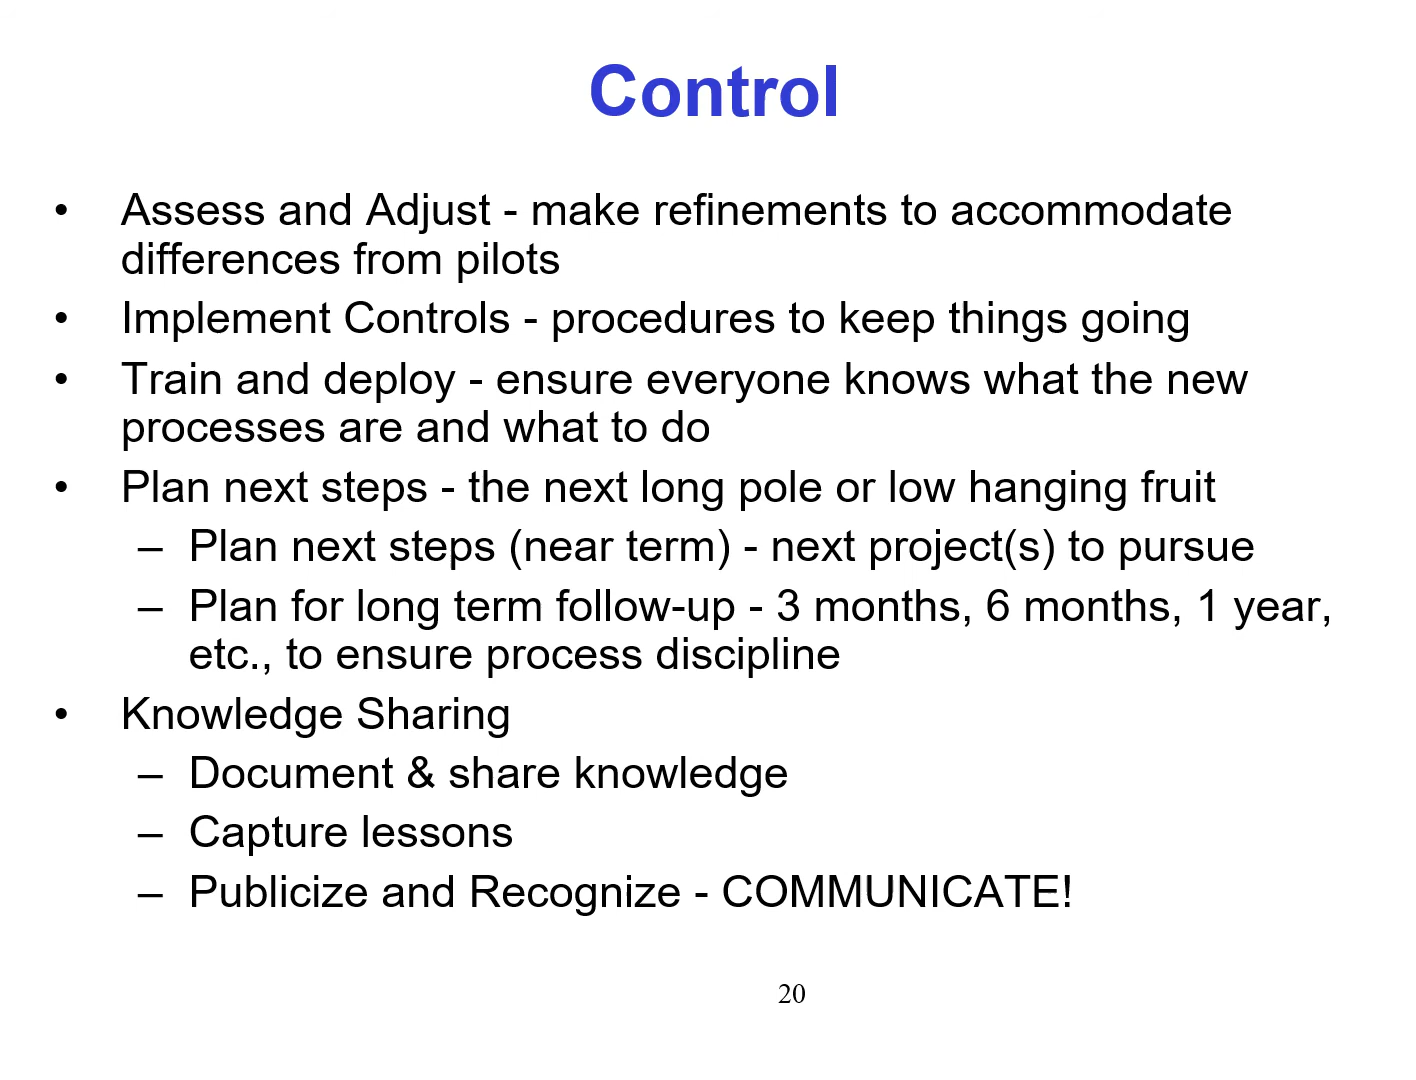 Control
• Assess and Adjust - make refinements to accommodate
differences from pilots
• Implement Controls - procedures to keep things going
• Train and deploy - ensure everyone knows what the new
processes are and what to do
• Plan next steps - the next long pole or low hanging fruit
– Plan next steps (near term) - next project(s) to pursue
– Plan for long term follow-up - 3 months, 6 months, 1 year,
etc., to ensure process discipline
• Knowledge Sharing
– Document & share knowledge
– Capture lessons
– Publicize and Recognize - COMMUNICATE!
20